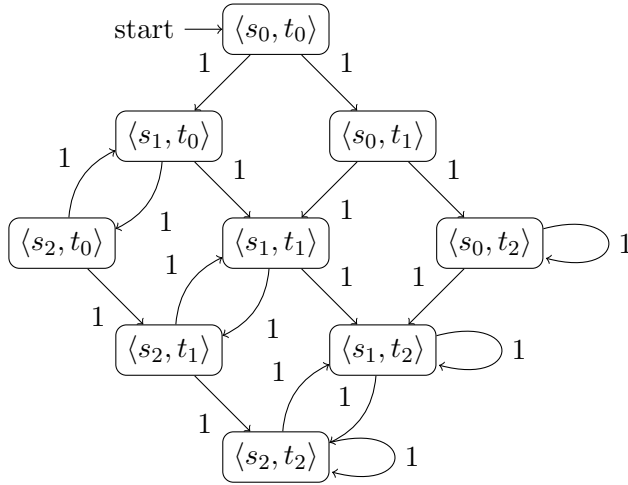 start ⟨s₀, t₀⟩
1 1
⟨s₁, t₀⟩ ⟨s₀, t₁⟩
1 1 1 1 1
⟨s₂, t₀⟩ ⟨s₁, t₁⟩ ⟨s₀, t₂⟩ 1
1 1 1 1 1
⟨s₂, t₁⟩ ⟨s₁, t₂⟩ 1
1 1 1
⟨s₂, t₂⟩ 1